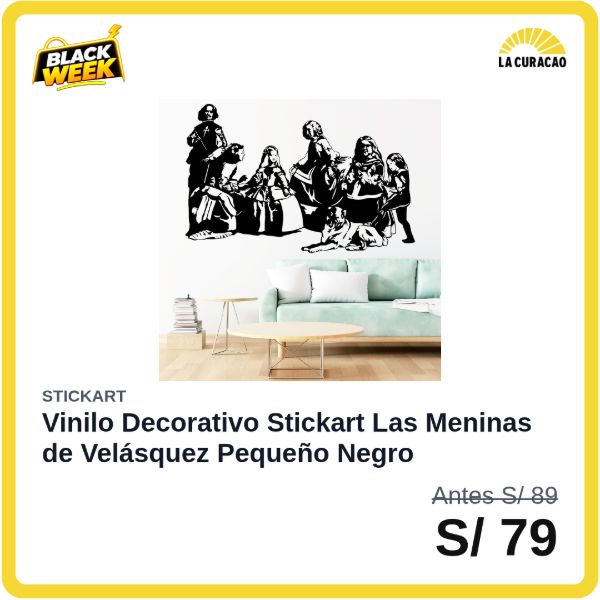 BLACK
WEEK
LA CURACAO
STICKART
Vinilo Decorativo Stickart Las Meninas
de Velásquez Pequeño Negro
Antes S/ 89
S/ 79